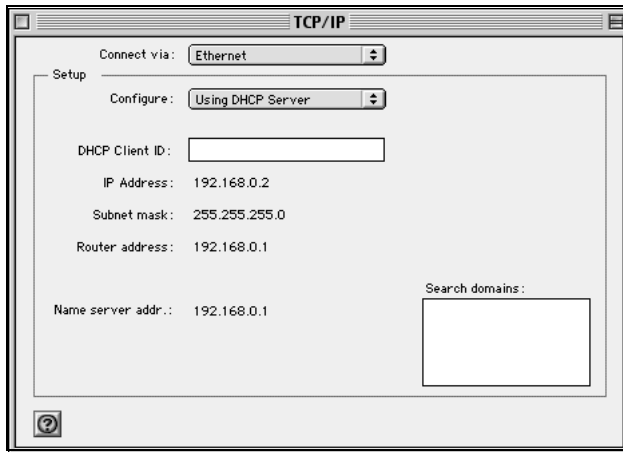 TCP/IP
Connect via: Ethernet
Setup
Configure: Using DHCP Server
DHCP Client ID:
IP Address: 192.168.0.2
Subnet mask: 255.255.255.0
Router address: 192.168.0.1
Search domains:
Name server addr.: 192.168.0.1
?